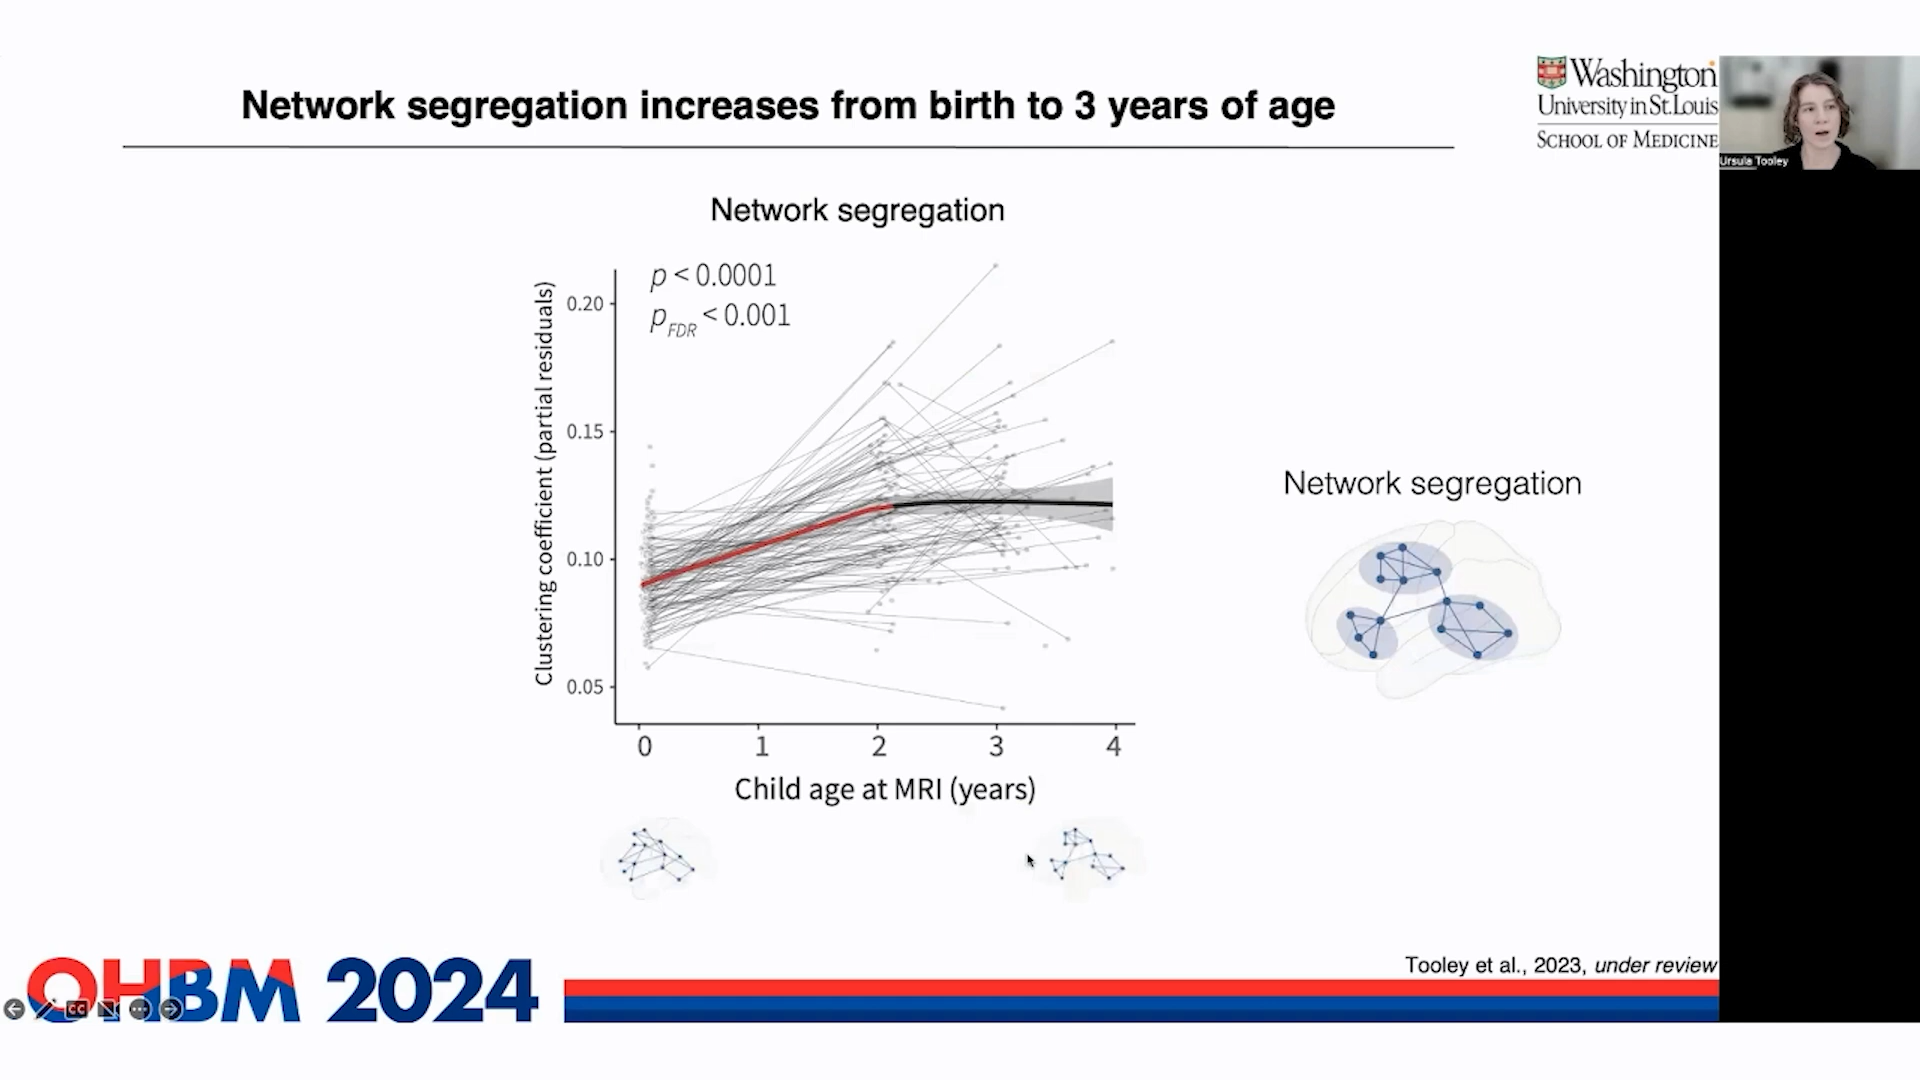 Network segregation increases from birth to 3 years of age
Washington
University in St. Louis
SCHOOL OF MEDICINE
Ursula Tooley
Network segregation
p < 0.0001
pFDR < 0.001
Clustering coefficient (partial residuals)
0.20
0.15
0.10
0.05
0 1 2 3 4
Child age at MRI (years)
Network segregation
Tooley et al., 2023, under review
OHBM 2024
CC